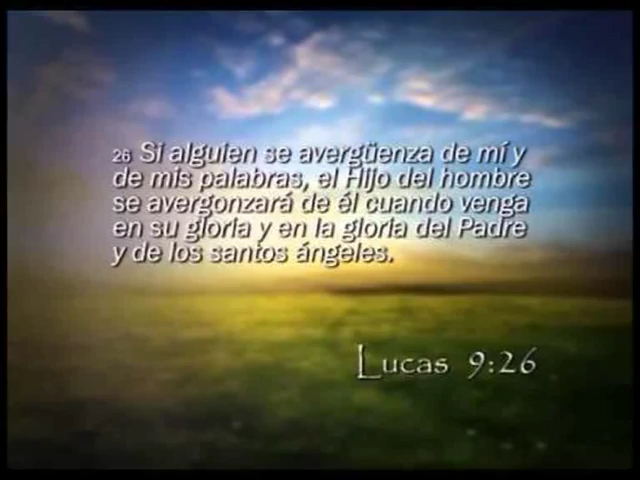 26 Si alguien se avergüenza de mí y
de mis palabras, el Hijo del hombre
se avergonzará de él cuando venga
en su gloria y en la gloria del Padre
y de los santos ángeles.
Lucas 9:26